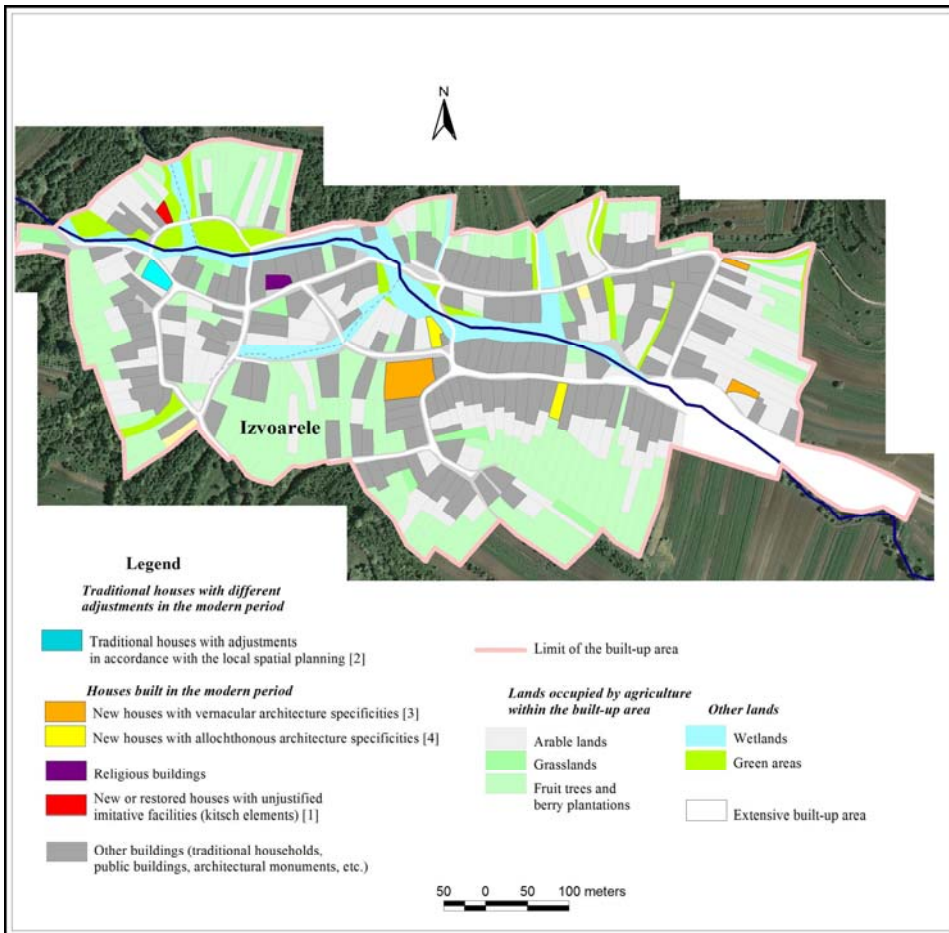 N
Izvoarele
Legend
Traditional houses with different
adjustments in the modern period
Traditional houses with adjustments
in accordance with the local spatial planning [2]
Limit of the built-up area
Houses built in the modern period
New houses with vernacular architecture specificities [3]
New houses with allochthonous architecture specificities [4]
Religious buildings
New or restored houses with unjustified
imitative facilities (kitsch elements) [1]
Other buildings (traditional households,
public buildings, architectural monuments, etc.)
Lands occupied by agriculture
within the built-up area
Arable lands
Grasslands
Fruit trees and
berry plantations
Other lands
Wetlands
Green areas
Extensive built-up area
50 0 50 100 meters